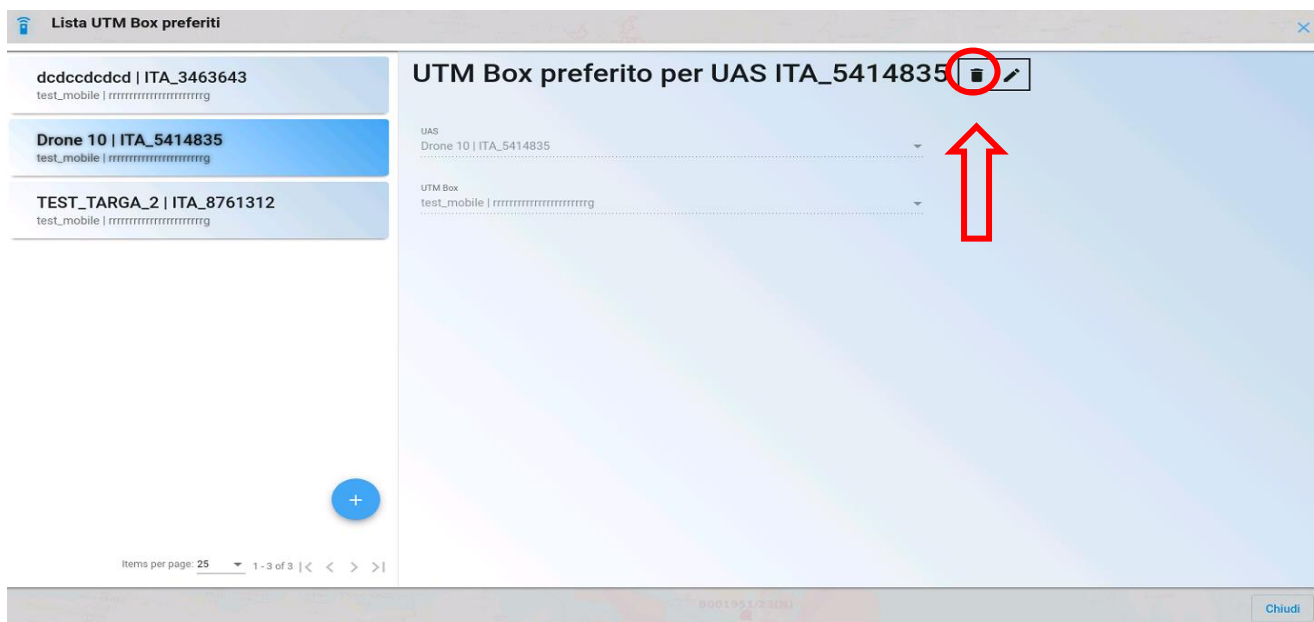 Lista UTM Box preferiti
dcdccdcdcd | ITA_3463643
test_mobile | rrrrrrrrrrrrrrrrrrrrrrg
Drone 10 | ITA_5414835
test_mobile | rrrrrrrrrrrrrrrrrrrrrrg
TEST_TARGA_2 | ITA_8761312
test_mobile | rrrrrrrrrrrrrrrrrrrrrrg
Items per page: 25 1 - 3 of 3
UTM Box preferito per UAS ITA_5414835
UAS
Drone 10 | ITA_5414835
UTM Box
test_mobile | rrrrrrrrrrrrrrrrrrrrrrg
Chiudi